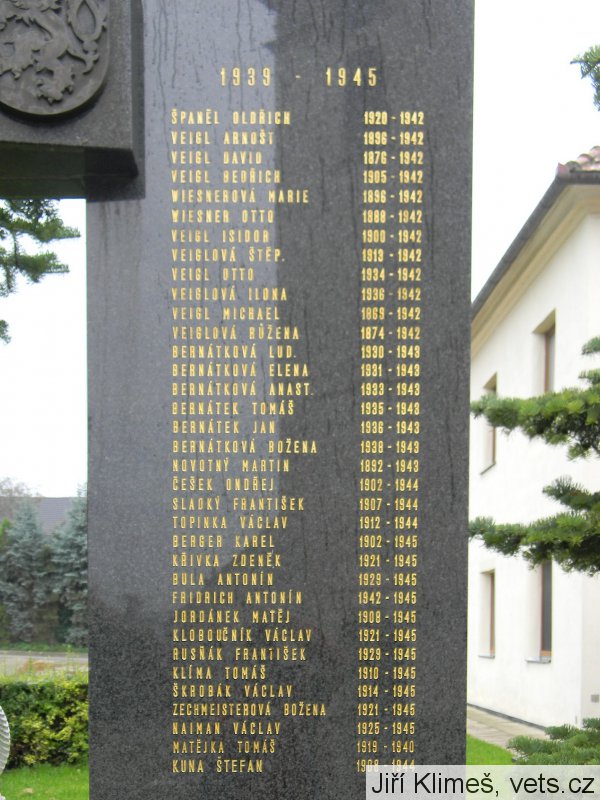 1939 - 1945
ŠPANĚL OLDŘICH 1920 - 1942
VEIGL ARNOŠT 1896 - 1942
VEIGL DAVID 1876 - 1942
VEIGL BEDŘICH 1905 - 1942
WIESNEROVÁ MARIE 1896 - 1942
WIESNER OTTO 1888 - 1942
VEIGL ISIDOR 1900 - 1942
VEIGLOVÁ ŠTĚP. 1913 - 1942
VEIGL OTTO 1934 - 1942
VEIGLOVÁ ILONA 1936 - 1942
VEIGL MICHAEL 1869 - 1942
VEIGLOVÁ RŮŽENA 1874 - 1942
BERNÁTKOVÁ LUD. 1930 - 1943
BERNÁTKOVÁ ELENA 1931 - 1943
BERNÁTKOVÁ ANAST. 1933 - 1943
BERNÁTEK TOMÁŠ 1935 - 1943
BERNÁTEK JAN 1936 - 1943
BERNÁTKOVÁ BOŽENA 1938 - 1943
NOVOTNÝ MARTIN 1892 - 1943
ČEŠEK ONDŘEJ 1902 - 1944
SLADKÝ FRANTIŠEK 1907 - 1944
TOPINKA VÁCLAV 1912 - 1944
BERGER KAREL 1902 - 1945
KŘIVKA ZDENĚK 1921 - 1945
BULA ANTONÍN 1929 - 1945
FRIDRICH ANTONÍN 1942 - 1945
JORDÁNEK MATĚJ 1908 - 1945
KLOBOUČNÍK VÁCLAV 1921 - 1945
RUSŇÁK FRANTIŠEK 1929 - 1945
KLÍMA TOMÁŠ 1910 - 1945
ŠKROBÁK VÁCLAV 1914 - 1945
ZECHMEISTEROVÁ BOŽENA 1921 - 1945
NAIMAN VÁCLAV 1925 - 1945
MATĚJKA TOMÁŠ 1919 - 1940
KUNA ŠTEFAN 1908 - 1944
Jiří Klimeš, vets.cz